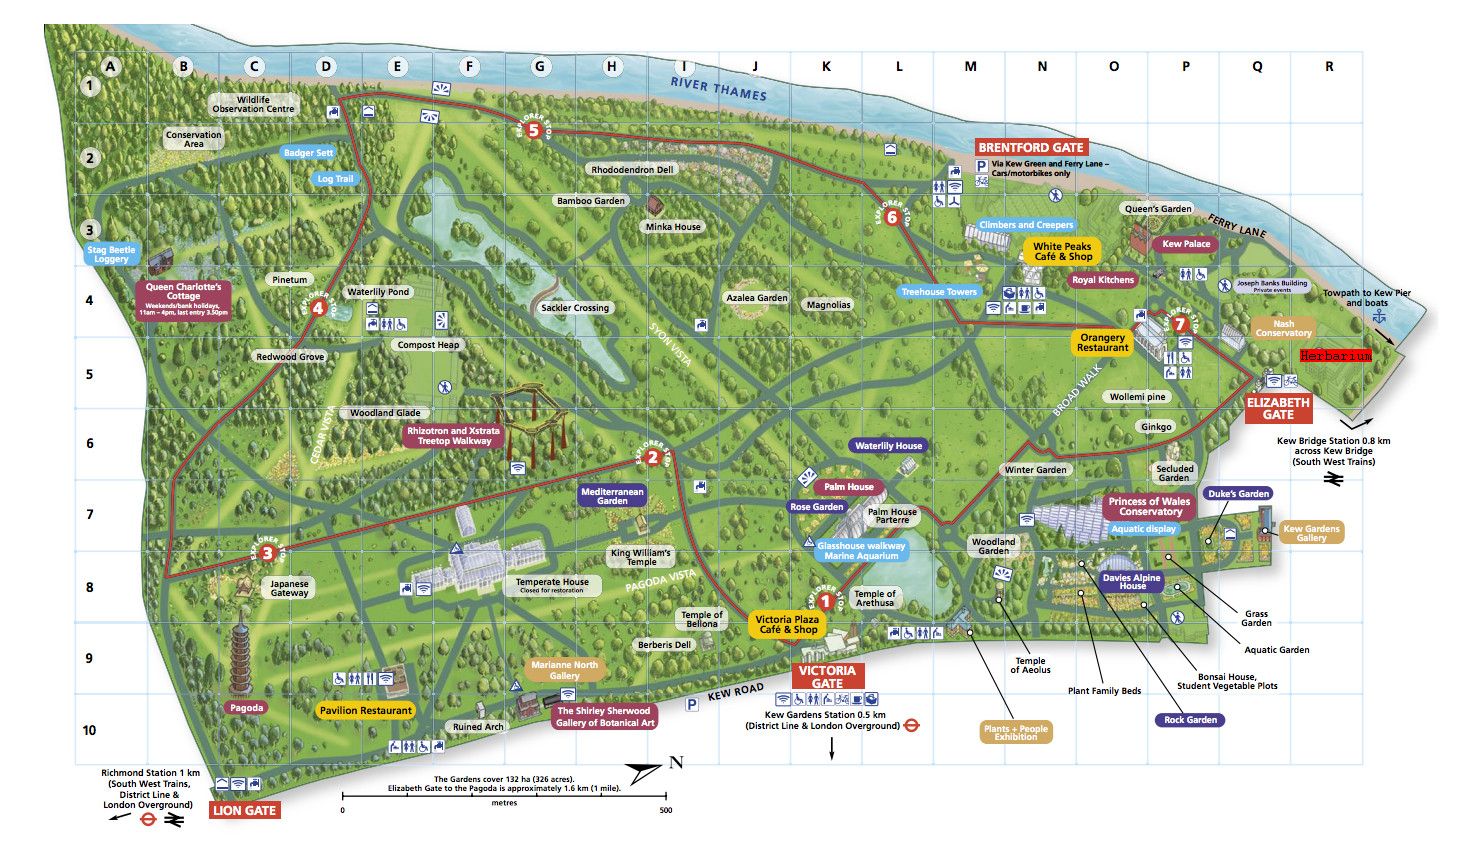 A B C D E F G H I J K L M N O P Q R
1
2
3
4
5
6
7
8
9
10
RIVER THAMES
Wildlife
Observation Centre
Conservation
Area
Badger Sett
Log Trail
EXPLORER STOP
5
Rhododendron Dell
Bamboo Garden
Minka House
BRENTFORD GATE
P
Via Kew Green and Ferry Lane –
Cars/motorbikes only
EXPLORER STOP
6
Climbers and Creepers
White Peaks
Café & Shop
Queen's Garden
Kew Palace
FERRY LANE
Royal Kitchens
Joseph Banks Building
Private events
Towpath to Kew Pier
and boats
Stag Beetle
Loggery
Queen Charlotte's
Cottage
Weekends/bank holidays,
11am – 4pm, last entry 3.50pm
Pinetum
EXPLORER STOP
4
Waterlily Pond
Sackler Crossing
Azalea Garden
Magnolias
Treehouse Towers
SYON VISTA
Orangery
Restaurant
EXPLORER STOP
7
Nash
Conservatory
Herbarium
Redwood Grove
Compost Heap
BROAD WALK
Wollemi pine
ELIZABETH
GATE
Woodland Glade
CEDAR VISTA
Rhizotron and Xstrata
Treetop Walkway
EXPLORER STOP
2
Waterlily House
Ginkgo
Kew Bridge Station 0.8 km
across Kew Bridge
(South West Trains)
Winter Garden
Secluded
Garden
Mediterranean
Garden
Palm House
Rose Garden
Palm House
Parterre
Princess of Wales
Conservatory
Aquatic display
Duke's Garden
Kew Gardens
Gallery
EXPLORER STOP
3
King William's
Temple
Glasshouse walkway
Marine Aquarium
Woodland
Garden
Japanese
Gateway
Temperate House
Closed for restoration
PAGODA VISTA
EXPLORER STOP
1
Temple of
Arethusa
Davies Alpine
House
Grass
Garden
Temple of
Bellona
Victoria Plaza
Café & Shop
Berberis Dell
Aquatic Garden
Marianne North
Gallery
VICTORIA
GATE
Temple
of Aeolus
Plant Family Beds
Bonsai House,
Student Vegetable Plots
Rock Garden
Pagoda
Pavilion Restaurant
Ruined Arch
The Shirley Sherwood
Gallery of Botanical Art
KEW ROAD
P
Kew Gardens Station 0.5 km
(District Line & London Overground)
Plants + People
Exhibition
Richmond Station 1 km
(South West Trains,
District Line &
London Overground)
LION GATE
The Gardens cover 132 ha (326 acres).
Elizabeth Gate to the Pagoda is approximately 1.6 km (1 mile).
N
0 metres 500